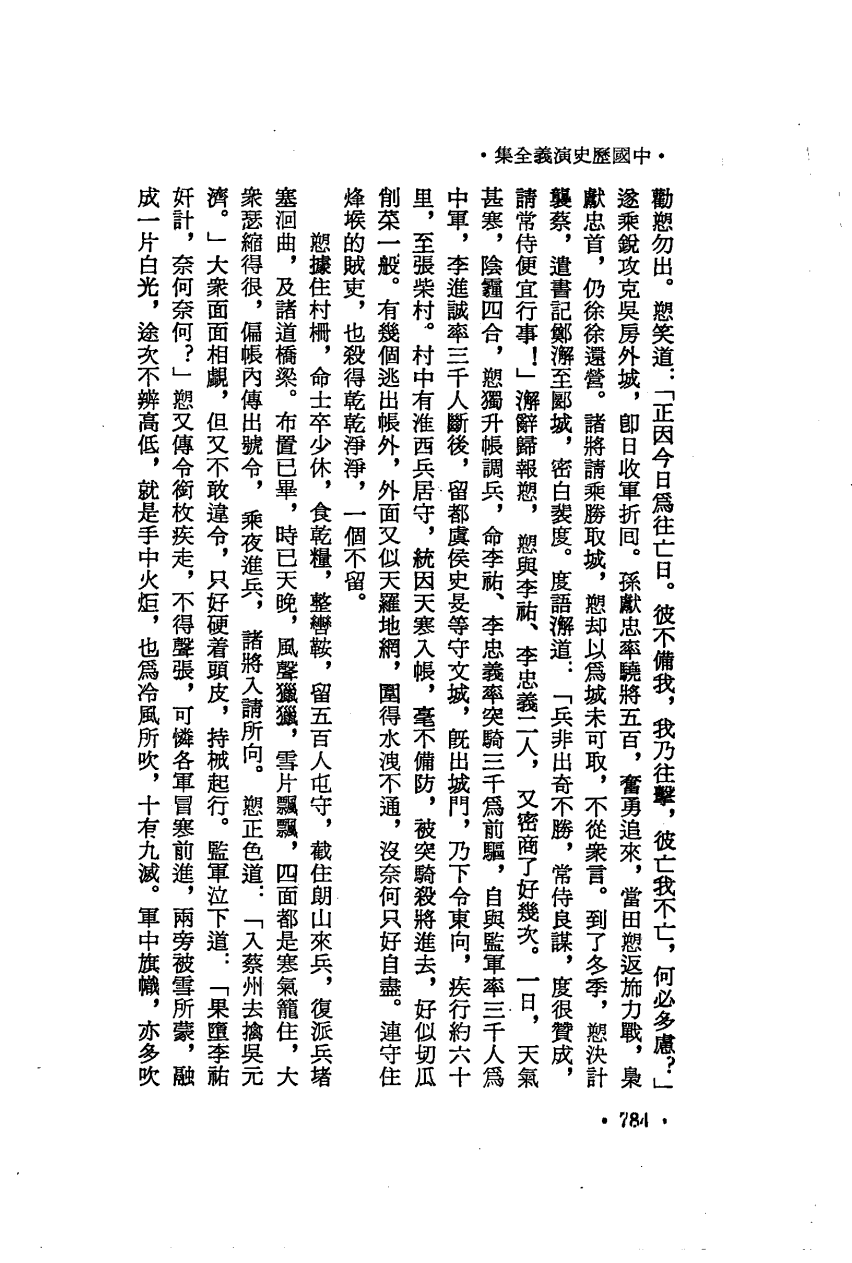 •集全義演史歷國中•
勸愬勿出。愬笑道：「正因今日爲往亡日。彼不備我，我乃往擊，彼亡我不亡，何必多慮？」
遂乘銳攻克吳房外城，卽日收軍折囘。孫獻忠率驍將五百，奮勇追來，當田愬返旆力戰，梟
獻忠首，仍徐徐還營。諸將請乘勝取城，愬却以爲城未可取，不從衆言。到了冬季，愬決計
襲蔡，遣書記鄭澥至郾城，密白裴度。度語澥道：「兵非出奇不勝，常侍良謀，度很贊成，
請常侍便宜行事！」澥辭歸報愬，愬與李祐、李忠義二人，又密商了好幾次。一日，天氣
甚寒，陰霾四合，愬獨升帳調兵，命李祐、李忠義率突騎三千爲前驅，自與監軍率三千人爲
中軍，李進誠率三千人斷後，留都虞侯史旻等守文城，旣出城門，乃下令東向，疾行約六十
里，至張柴村。村中有淮西兵居守，統因天寒入帳，毫不備防，被突騎殺將進去，好似切瓜
削菜一般。有幾個逃出帳外，外面又似天羅地網，圍得水洩不通，沒奈何只好自盡。連守住
烽堠的賊吏，也殺得乾乾淨淨，一個不留。
愬據住村柵，命士卒少休，食乾糧，整轡鞍，留五百人屯守，截住朗山來兵，復派兵堵
塞洄曲，及諸道橋梁。布置已畢，時已天晚，風聲獵獵，雪片飄飄，四面都是寒氣籠住，大
衆瑟縮得很，偏帳內傳出號令，乘夜進兵，諸將入請所向。愬正色道：「入蔡州去擒吳元
濟。」大衆面面相覷，但又不敢違令，只好硬着頭皮，持械起行。監軍泣下道：「果墮李祐
奸計，奈何奈何？」愬又傳令銜枚疾走，不得聲張，可憐各軍冒寒前進，兩旁被雪所蒙，融
成一片白光，途次不辨高低，就是手中火炬，也爲冷風所吹，十有九滅。軍中旗幟，亦多吹
•784•